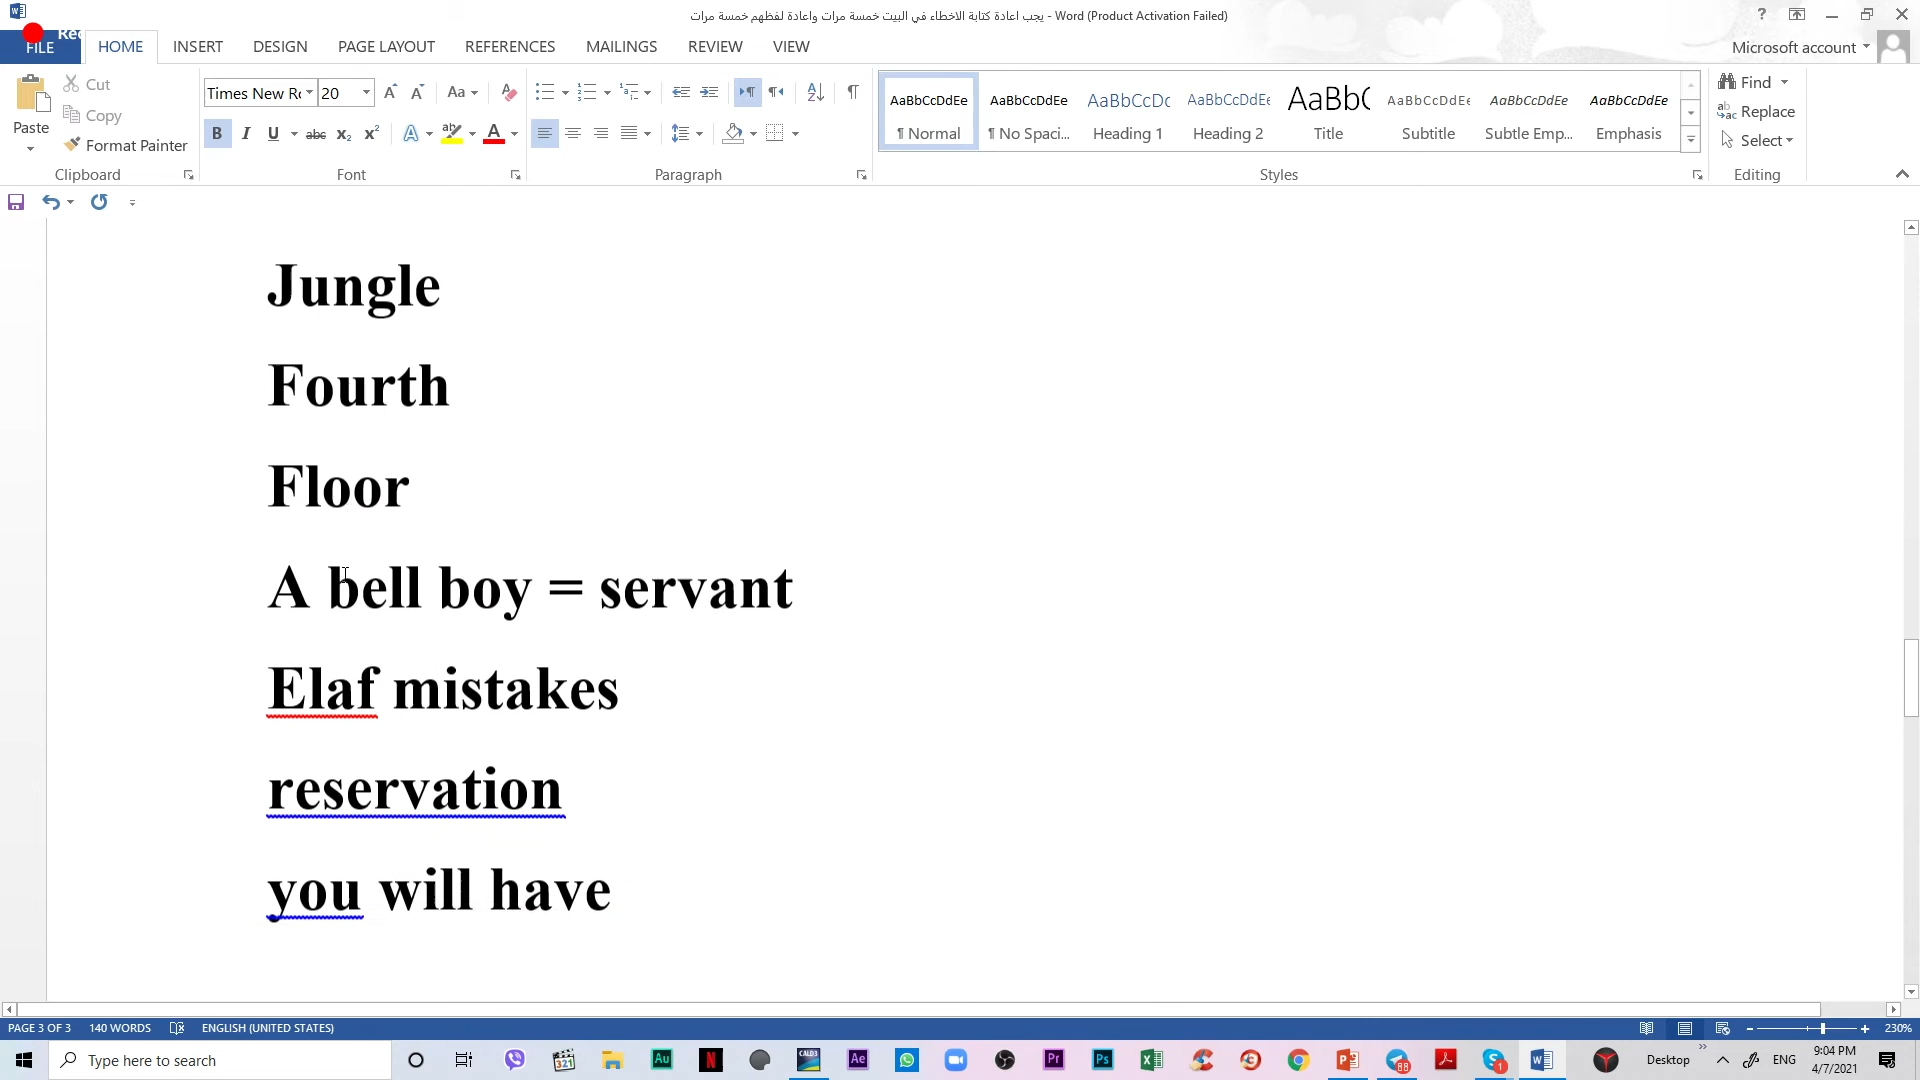 يجب اعادة كتابة الاخطاء في البيت خمسة مرات واعادة لفظهم خمسة مرات - Word (Product Activation Failed)
FILE HOME INSERT DESIGN PAGE LAYOUT REFERENCES MAILINGS REVIEW VIEW Microsoft account
Paste Cut Copy Format Painter
Times New Ro 20
AaBbCcDdEe AaBbCcDdEe AaBbCcDc AaBbCcDdEe AaBbC AaBbCcDdEe AaBbCcDdEe AaBbCcDdEe
¶ Normal ¶ No Spaci... Heading 1 Heading 2 Title Subtitle Subtle Emp... Emphasis
Find Replace Select
Clipboard Font Paragraph Styles Editing
Jungle
Fourth
Floor
A bell boy = servant
Elaf mistakes
reservation
you will have
PAGE 3 OF 3 140 WORDS ENGLISH (UNITED STATES) 230%
Type here to search Desktop ENG 9:04 PM
4/7/2021